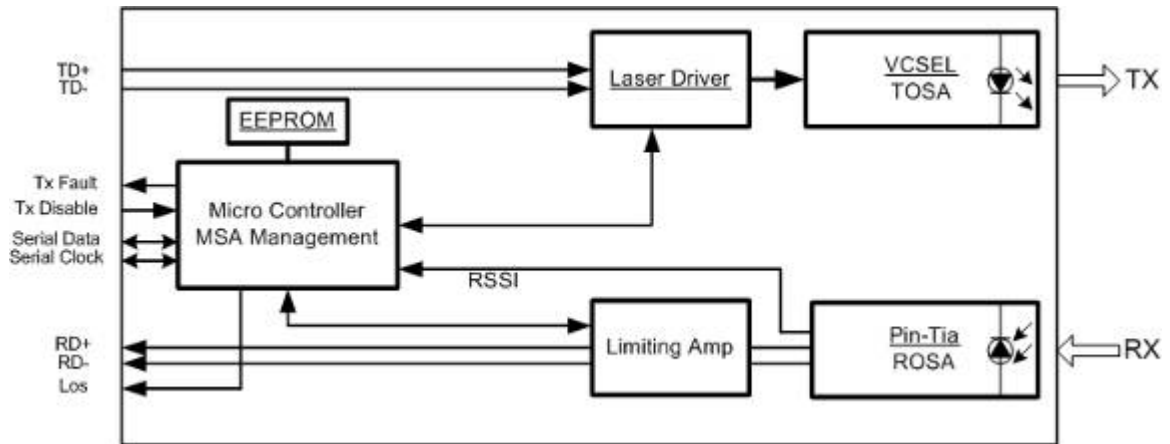 TD+
TD-
Laser Driver
VCSEL
TOSA
TX
EEPROM
Tx Fault
Tx Disable
Serial Data
Serial Clock
Micro Controller
MSA Management
RSSI
RD+
RD-
Los
Limiting Amp
Pin-Tia
ROSA
RX